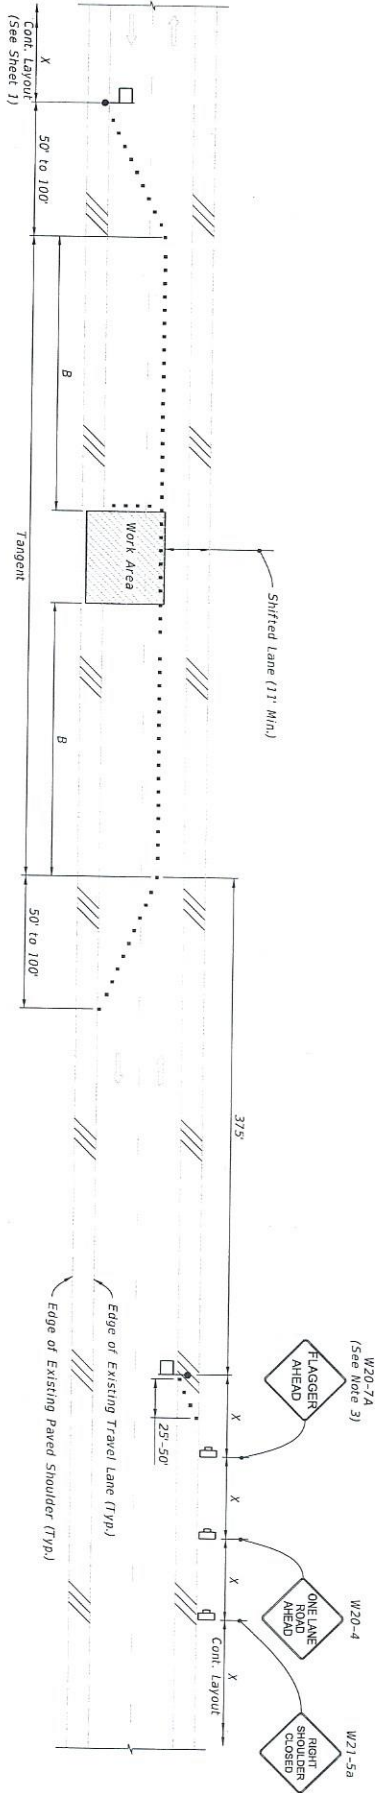 Cont. Layout
(See Sheet 1)
X
50' to 100'
B
Tangent
Work Area
Shifted Lane (11' Min.)
B
50' to 100'
375'
Edge of Existing Paved Shoulder (Typ.)
Edge of Existing Travel Lane (Typ.)
25'-50'
W20-7A
(See Note 3)
FLAGGER
AHEAD
X
X
W20-4
ONE LANE
ROAD
AHEAD
X
W21-5a
RIGHT
SHOULDER
CLOSED
X
Cont. Layout